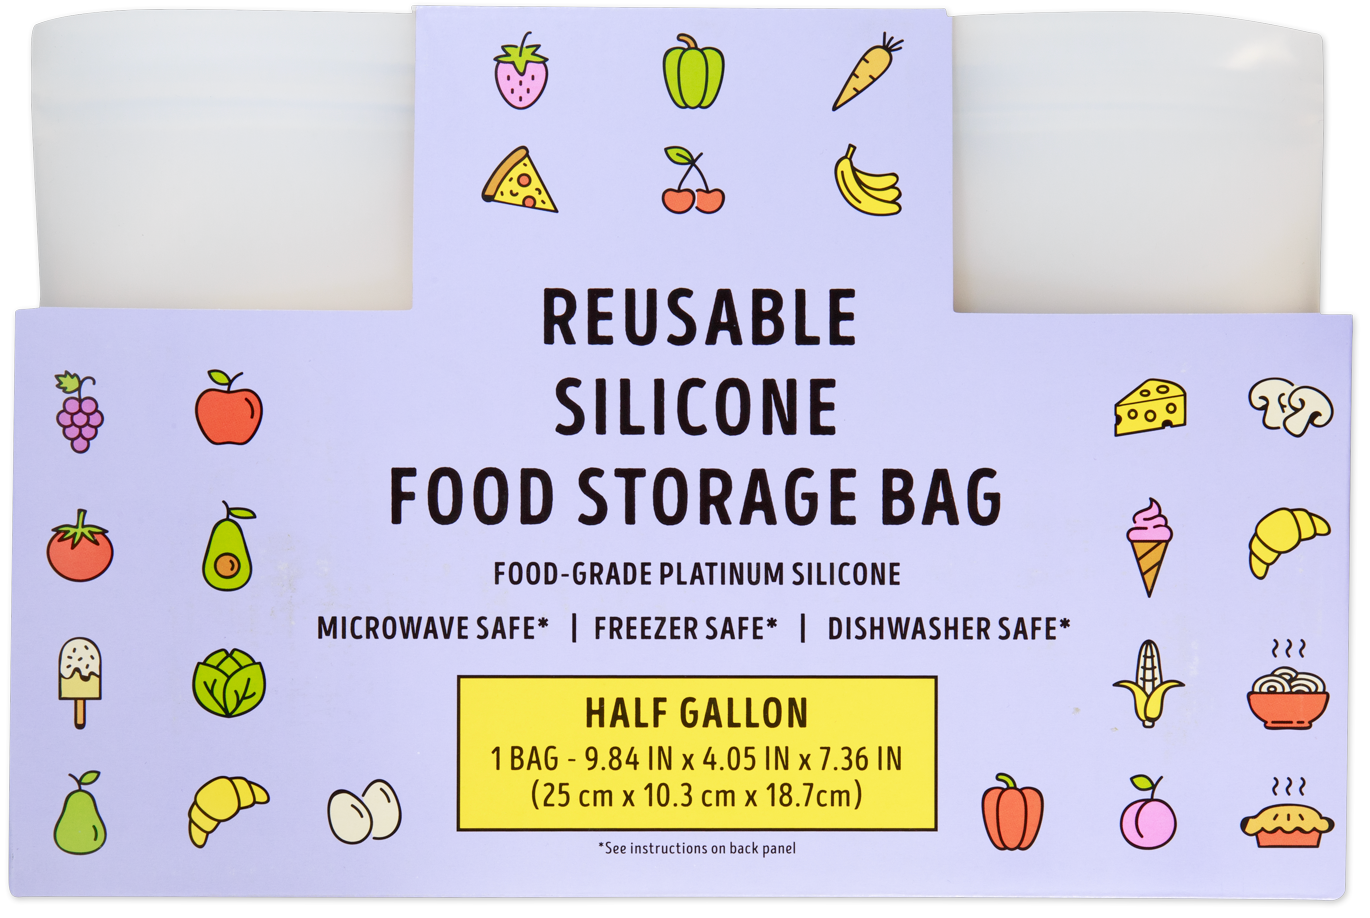 REUSABLE
SILICONE
FOOD STORAGE BAG
FOOD-GRADE PLATINUM SILICONE
MICROWAVE SAFE* | FREEZER SAFE* | DISHWASHER SAFE*
HALF GALLON
1 BAG - 9.84 IN x 4.05 IN x 7.36 IN
(25 cm x 10.3 cm x 18.7cm)
*See instructions on back panel